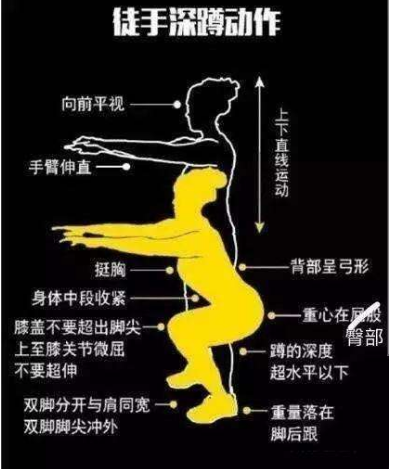 徒手深蹲动作
向前平视
手臂伸直
上下直线运动
挺胸
背部呈弓形
身体中段收紧
重心在屁股
臀部
膝盖不要超出脚尖
上至膝关节微屈
不要超伸
蹲的深度
超水平以下
双脚分开与肩同宽
双脚脚尖冲外
重量落在
脚后跟